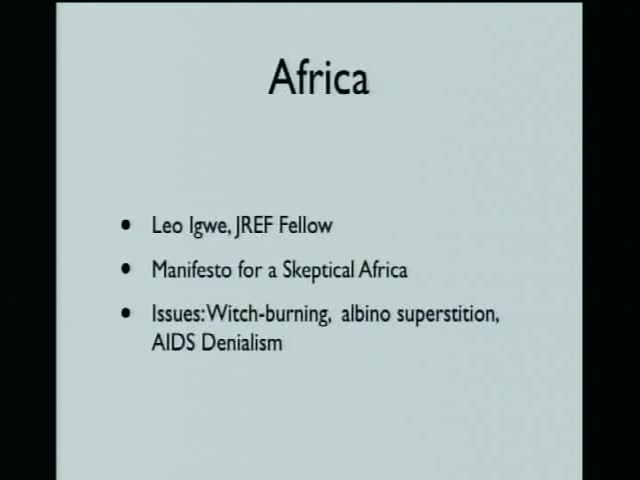 Africa
• Leo Igwe, JREF Fellow
• Manifesto for a Skeptical Africa
• Issues: Witch-burning, albino superstition,
AIDS Denialism